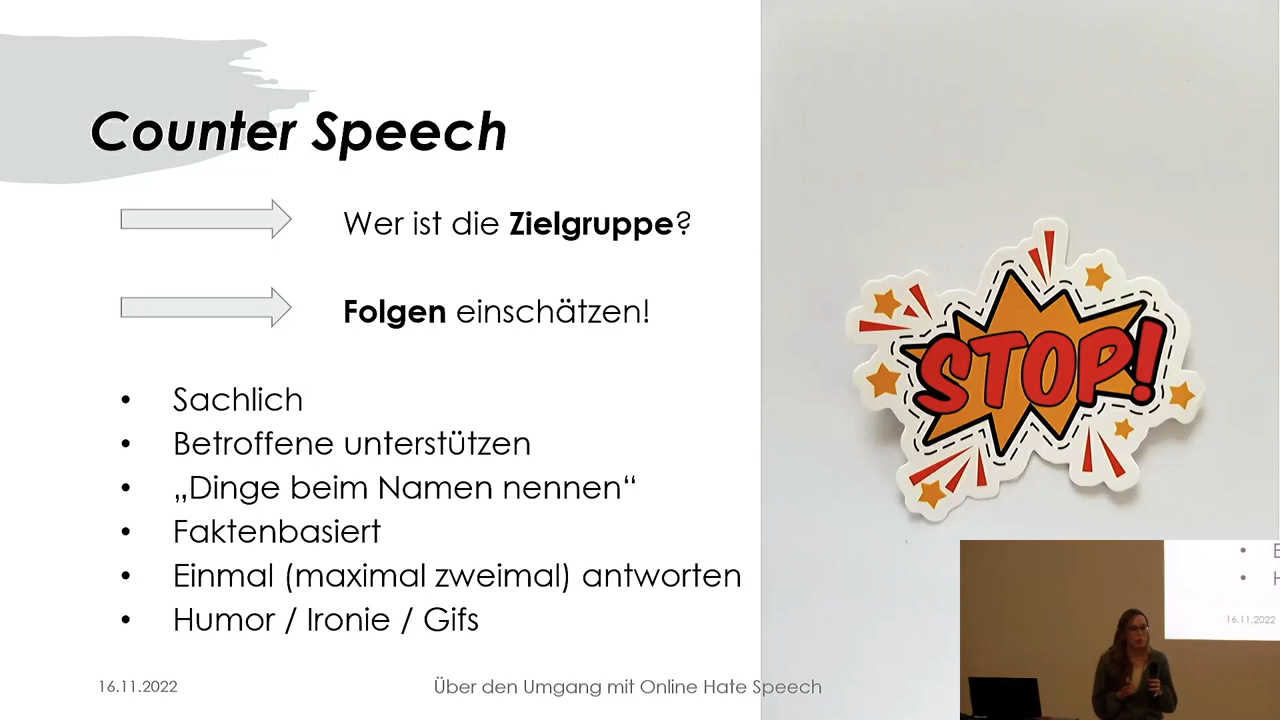 Counter Speech
Wer ist die Zielgruppe?
Folgen einschätzen!
• Sachlich
• Betroffene unterstützen
• „Dinge beim Namen nennen“
• Faktenbasiert
• Einmal (maximal zweimal) antworten
• Humor / Ironie / Gifs
STOP!
16.11.2022
Über den Umgang mit Online Hate Speech
• E
• H
16.11.2022